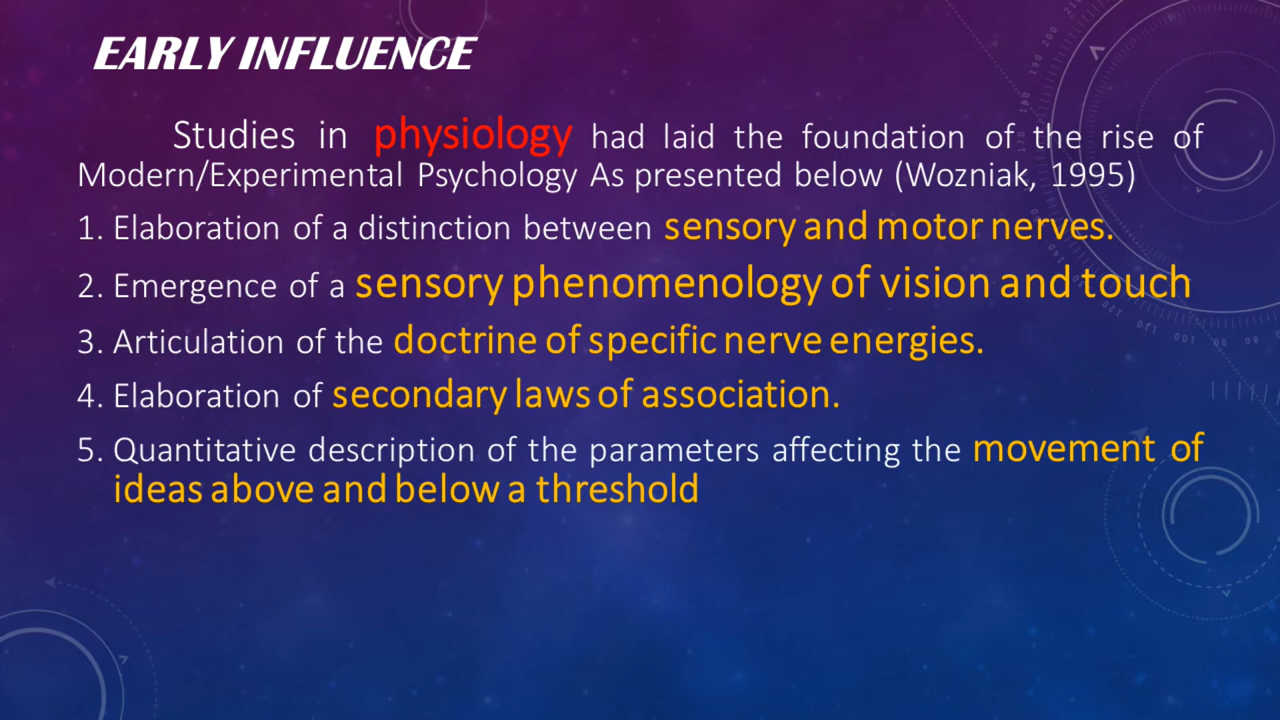 EARLY INFLUENCE
Studies in physiology had laid the foundation of the rise of
Modern/Experimental Psychology As presented below (Wozniak, 1995)
1. Elaboration of a distinction between sensory and motor nerves.
2. Emergence of a sensory phenomenology of vision and touch
3. Articulation of the doctrine of specific nerve energies.
4. Elaboration of secondary laws of association.
5. Quantitative description of the parameters affecting the movement of
ideas above and below a threshold